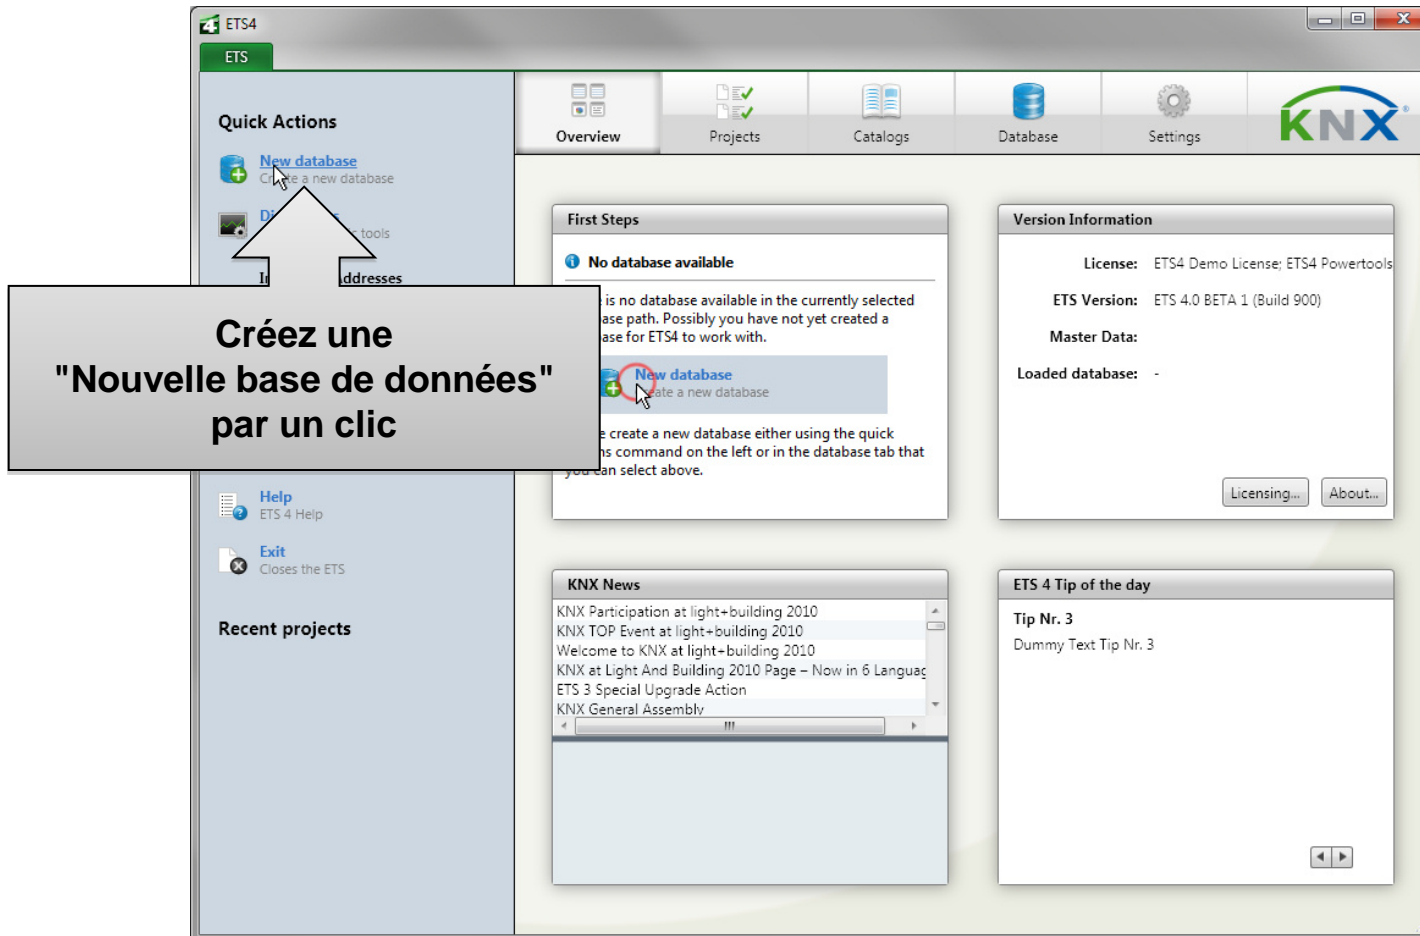 ETS4
ETS
Quick Actions
New database
Create a new database
tools
ddresses
Créez une
"Nouvelle base de données"
par un clic
Help
ETS 4 Help
Exit
Closes the ETS
Recent projects
Overview
Projects
Catalogs
Database
Settings
KNX
First Steps
No database available
is no database available in the currently selected
base path. Possibly you have not yet created a
base for ETS4 to work with.
New database
Create a new database
create a new database either using the quick
command on the left or in the database tab that
you can select above.
Version Information
License: ETS4 Demo License; ETS4 Powertools
ETS Version: ETS 4.0 BETA 1 (Build 900)
Master Data:
Loaded database: -
Licensing... About...
KNX News
KNX Participation at light+building 2010
KNX TOP Event at light+building 2010
Welcome to KNX at light+building 2010
KNX at Light And Building 2010 Page – Now in 6 Languag
ETS 3 Special Upgrade Action
KNX General Assembly
ETS 4 Tip of the day
Tip Nr. 3
Dummy Text Tip Nr. 3